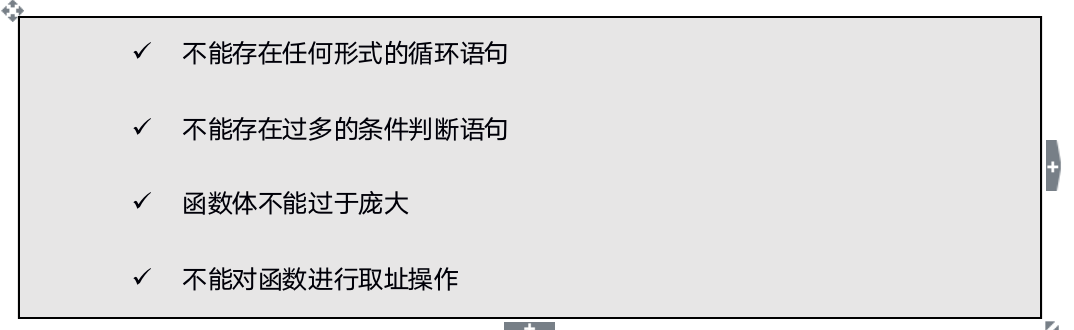 ✓ 不能存在任何形式的循环语句
✓ 不能存在过多的条件判断语句
✓ 函数体不能过于庞大
✓ 不能对函数进行取址操作